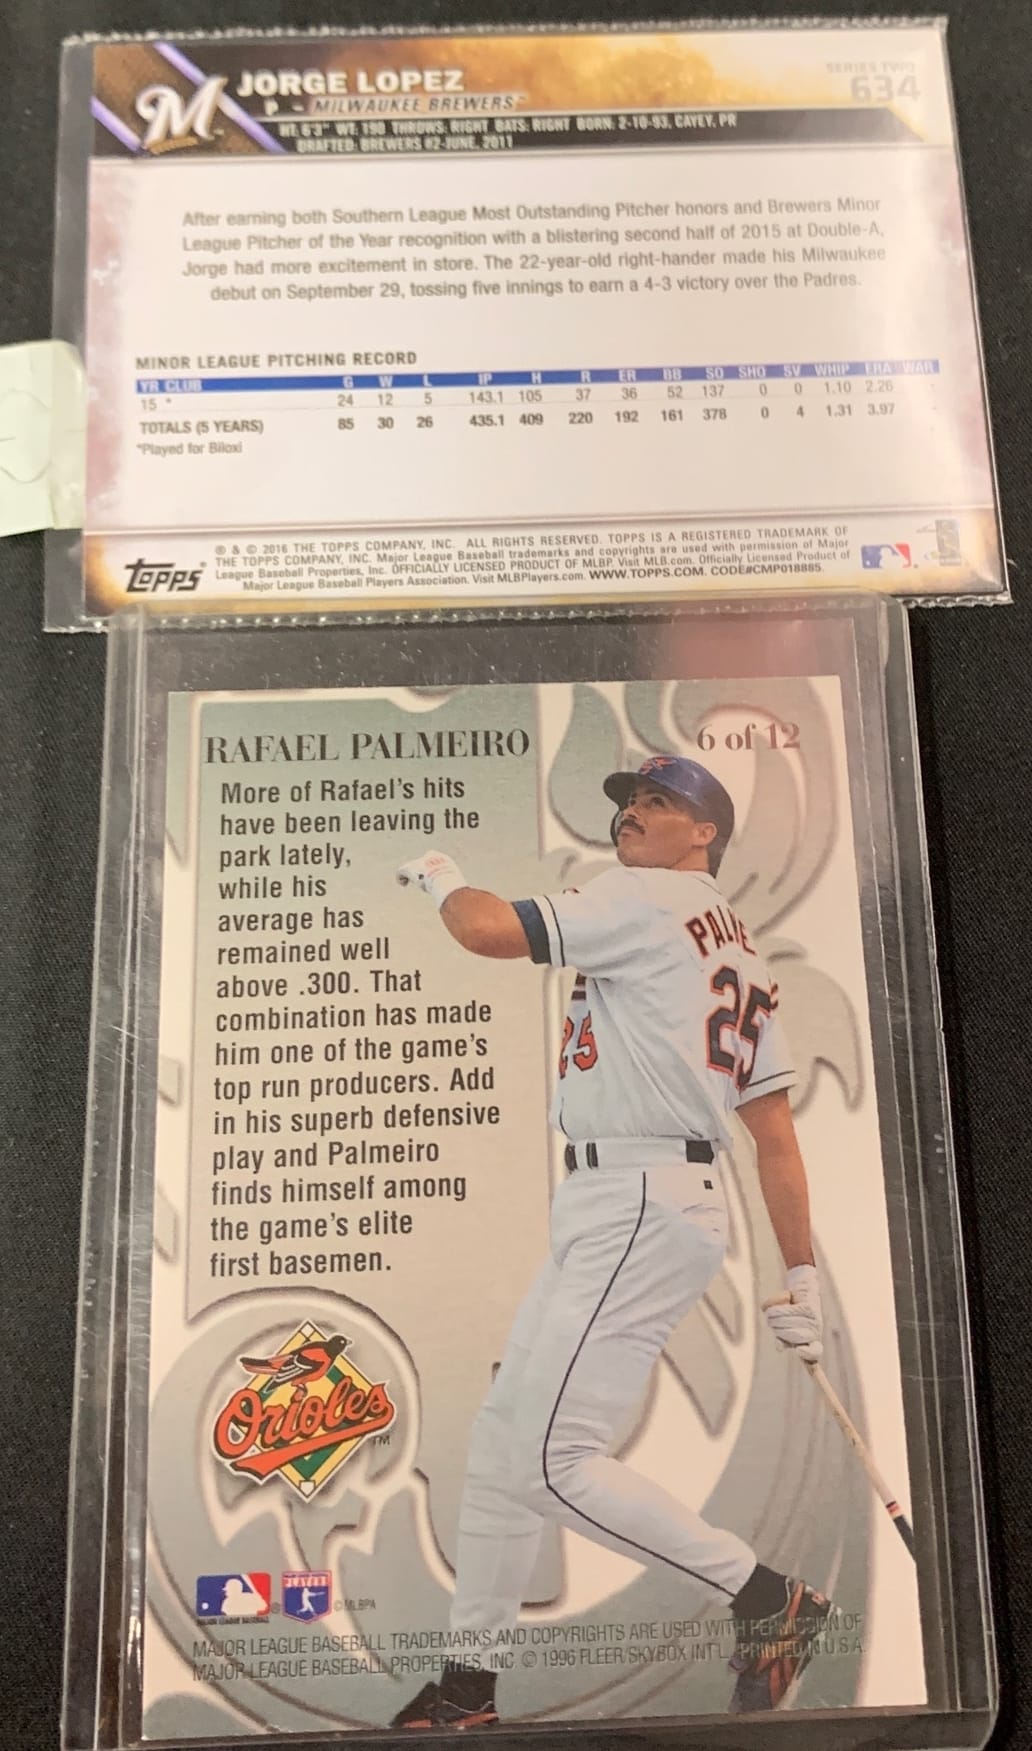 JORGE LOPEZ
SERIES TWO
634
M
P - MILWAUKEE BREWERS™
HT: 6'3" WT: 190 THROWS: RIGHT BATS: RIGHT BORN: 2-10-93, CAYEY, PR
DRAFTED: BREWERS #2-JUNE, 2011
After earning both Southern League Most Outstanding Pitcher honors and Brewers Minor
League Pitcher of the Year recognition with a blistering second half of 2015 at Double-A,
Jorge had more excitement in store. The 22-year-old right-hander made his Milwaukee
debut on September 29, tossing five innings to earn a 4-3 victory over the Padres.
MINOR LEAGUE PITCHING RECORD
YR CLUB G W L IP H R ER BB SO SHO SV WHIP ERA WAR
15 * 24 12 5 143.1 105 37 36 52 137 0 0 1.10 2.26 -
TOTALS (5 YEARS) 85 30 26 435.1 409 220 192 161 378 0 4 1.31 3.97
*Played for Biloxi
Topps
® & © 2016 THE TOPPS COMPANY, INC. ALL RIGHTS RESERVED. TOPPS IS A REGISTERED TRADEMARK OF
THE TOPPS COMPANY, INC. Major League Baseball trademarks and copyrights are used with permission of Major
League Baseball Properties, Inc. OFFICIALLY LICENSED PRODUCT OF MLBP. Visit MLB.com. Officially Licensed Product of
Major League Baseball Players Association. Visit MLBPlayers.com. WWW.TOPPS.COM. CODE#CMP018885.
RAFAEL PALMEIRO
6 of 12
More of Rafael's hits
have been leaving the
park lately,
while his
average has
remained well
above .300. That
combination has made
him one of the game's
top run producers. Add
in his superb defensive
play and Palmeiro
finds himself among
the game's elite
first basemen.
PALME
25
25
Orioles
TM
PLAYERS
MAJOR LEAGUE BASEBALL
® © MLBPA
MAJOR LEAGUE BASEBALL TRADEMARKS AND COPYRIGHTS ARE USED WITH PERMISSION OF
MAJOR LEAGUE BASEBALL PROPERTIES, INC. © 1996 FLEER/SKYBOX INT'L. PRINTED IN U.S.A.